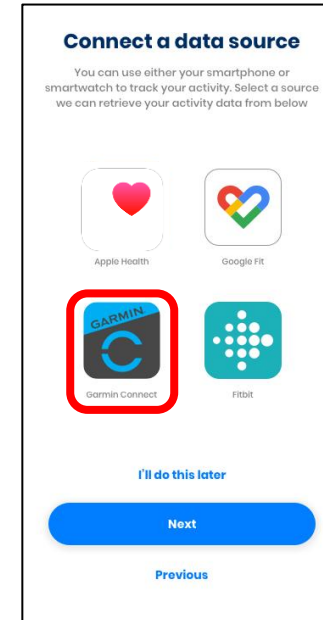 Connect a data source
You can use either your smartphone or
smartwatch to track your activity. Select a source
we can retrieve your activity data from below
Apple Health
Google Fit
GARMIN
Garmin Connect
Fitbit
I'll do this later
Next
Previous